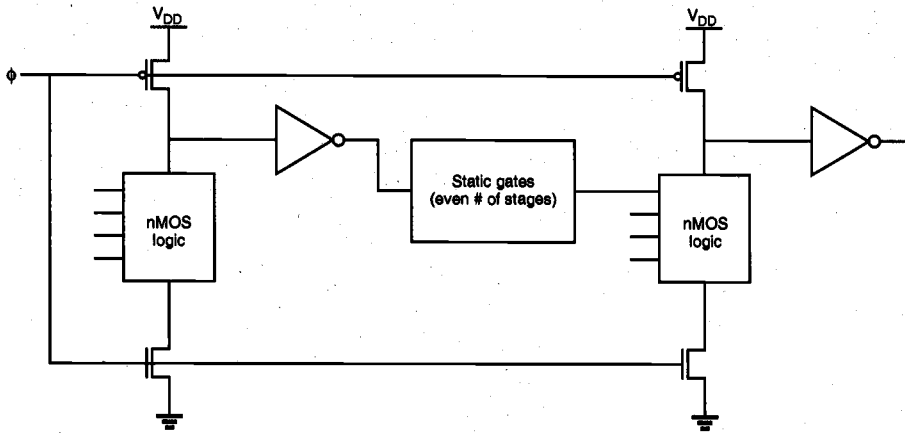 V_DD
V_DD
ϕ
Static gates
(even # of stages)
nMOS
logic
nMOS
logic